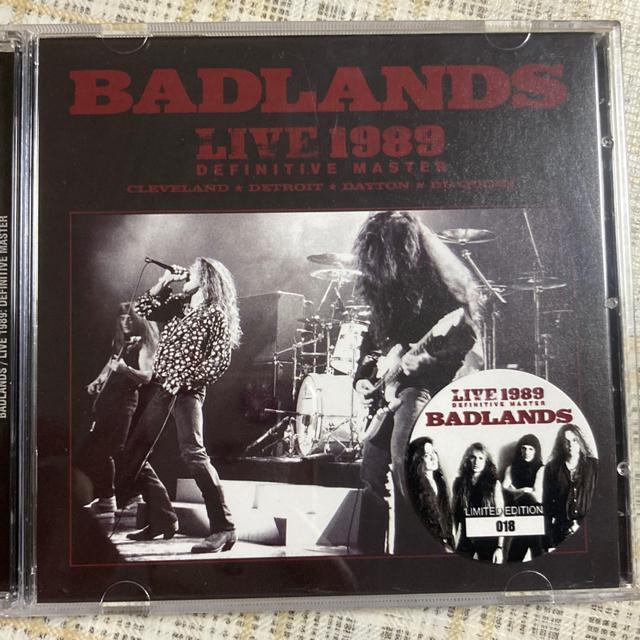 BADLANDS
LIVE 1989
DEFINITIVE MASTER
CLEVELAND ★ DETROIT ★ DAYTON ★
BADLANDS / LIVE 1989: DEFINITIVE MASTER
LIVE 1989
DEFINITIVE MASTER
BADLANDS
LIMITED EDITION
018